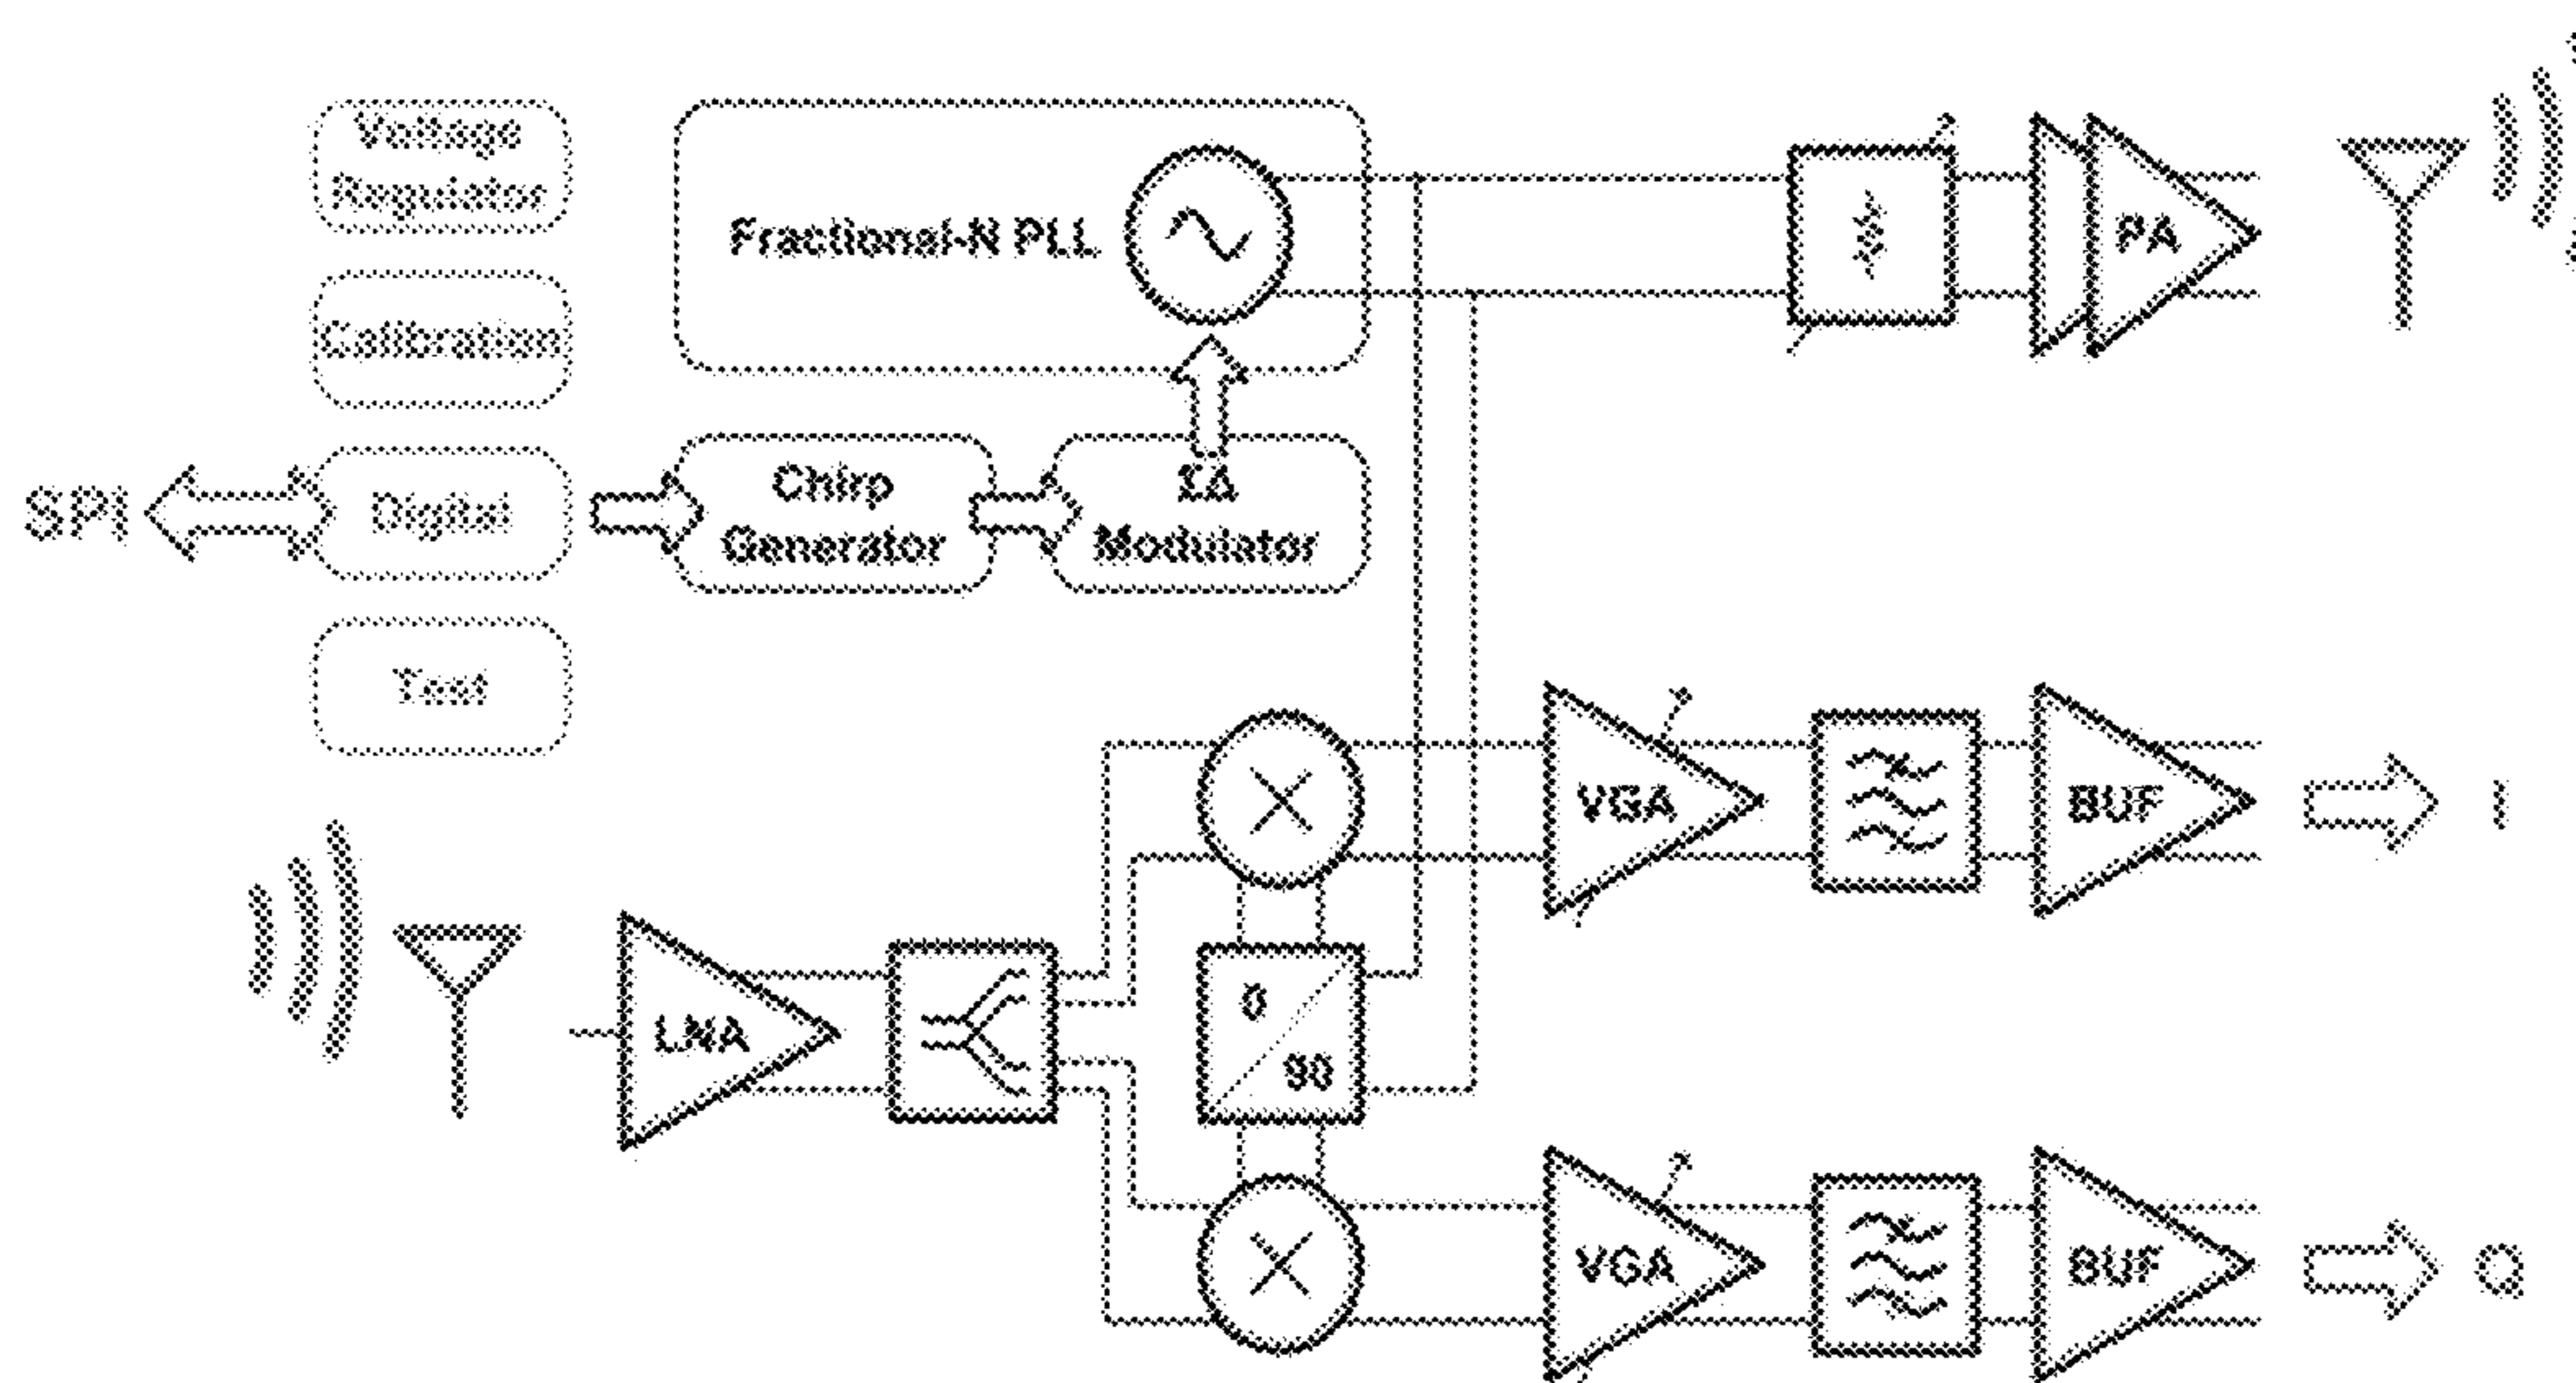 Voltage
Regulator
Fractional-N PLL
PA
Calibration
SPI
Digital
Chirp
Generator
ΣΔ
Modulator
Test
VGA
BUF
I
LNA
0
90
VGA
BUF
Q